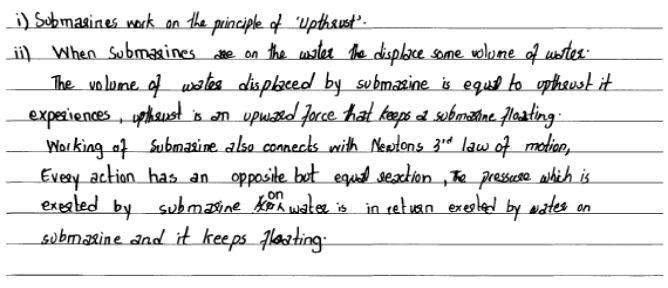 i) Submarines work on the principle of 'Upthrust'.
ii) When Submarines are on the water the displace some volume of water.
The volume of water displaced by submarine is equal to upthrust it
experiences, upthrust is an upward force that keeps a submarine floating.
Working of Submarine also connects with Newtons 3rd law of motion,
Every action has an opposite but equal reaction, The pressure which is
exerted by submarine on water is in return exerted by water on
submarine and it keeps floating.